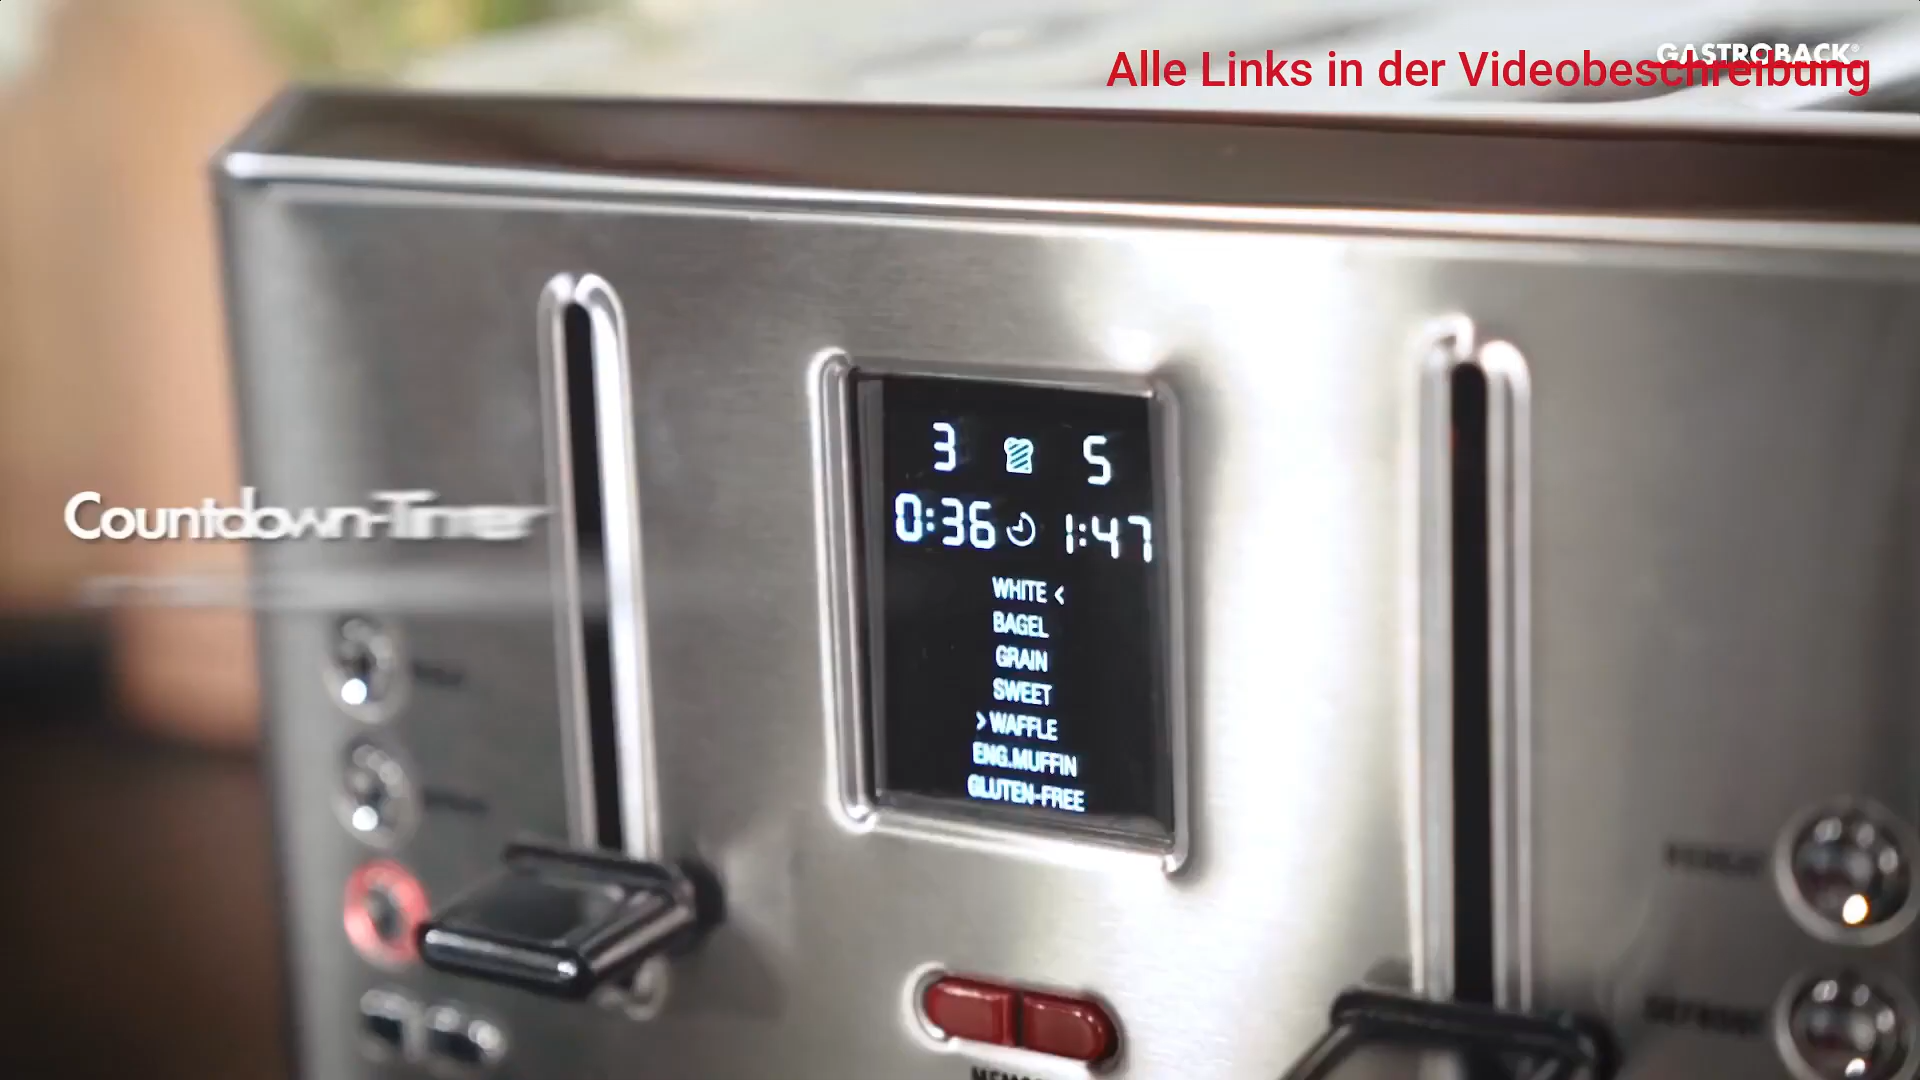 GASTROBACK®
Alle Links in der Videobeschreibung
3 5
0:36 1:47
WHITE <
BAGEL
GRAIN
SWEET
> WAFFLE
ENG.MUFFIN
GLUTEN-FREE
Countdown-Timer